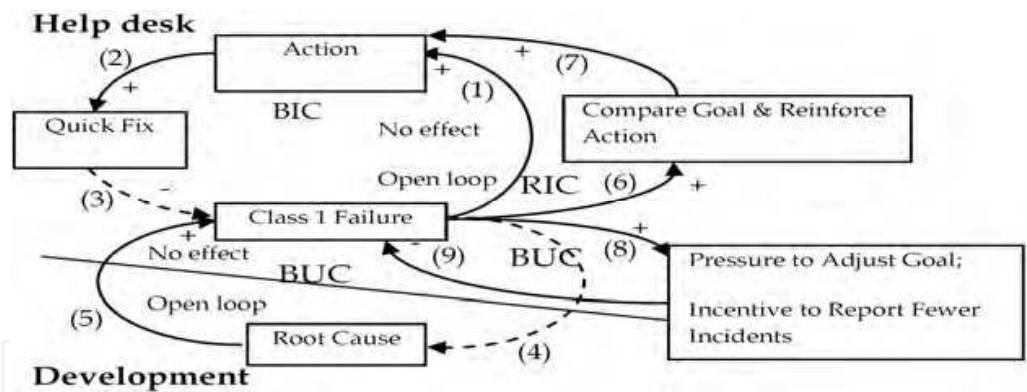 Help desk
(2)
Action
+
(7)
+
+
(1)
BIC
Quick Fix
No effect
Compare Goal & Reinforce
Action
Open loop
RIC
(6)
+
(3)
-
Class 1 Failure
+
(8)
+
No effect
-
(9)
BUC
BUC
Pressure to Adjust Goal;
Incentive to Report Fewer
Incidents
(5)
Open loop
Root Cause
(4)
Development